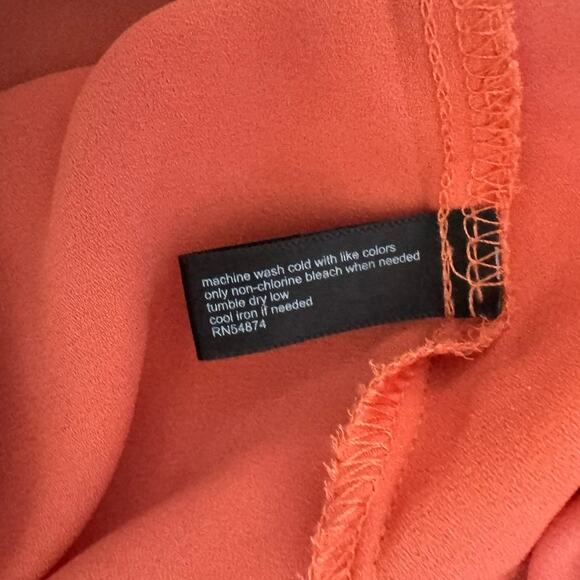 machine wash cold with like colors
only non-chlorine bleach when needed
tumble dry low
cool iron if needed
RN54874